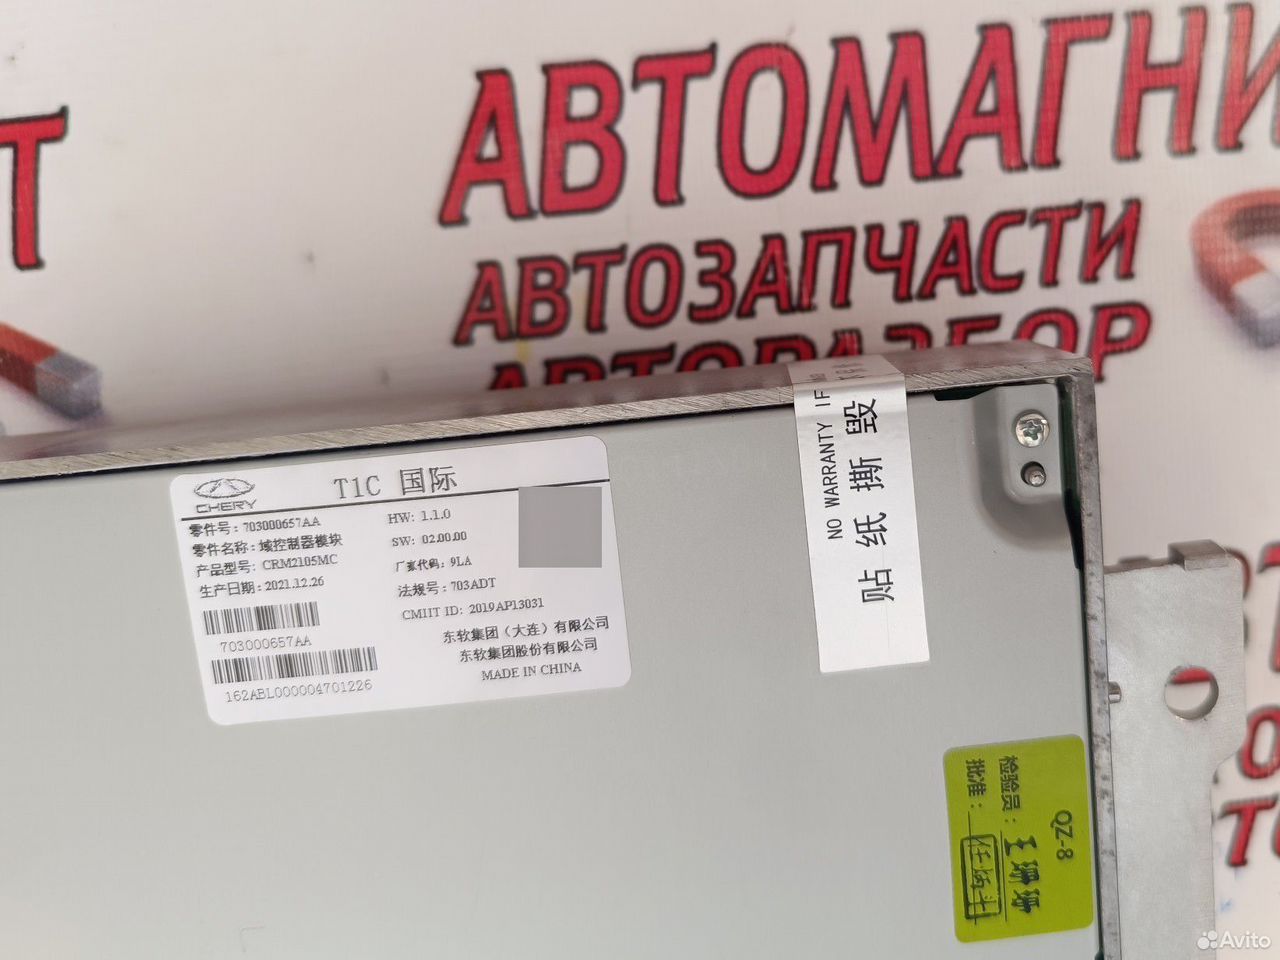 Т
АВТОМАГНИ
АВТОЗАПЧАСТИ
АВТОРАЗБОР
CHERY
T1C 国际
零件号: 703000657AA
零件名称: 域控制器模块
产品型号: CRM2105MC
生产日期: 2021.12.26
HW: 1.1.0
SW: 02.00.00
厂家代码: 9LA
法规号: 703ADT
CMIIT ID: 2019AP13031
703000657AA
162ABL000004701226
东软集团（大连）有限公司
东软集团股份有限公司
MADE IN CHINA
NO WARRANTY IF
贴纸撕毁
QZ-8
检验员:
批准:
Avito